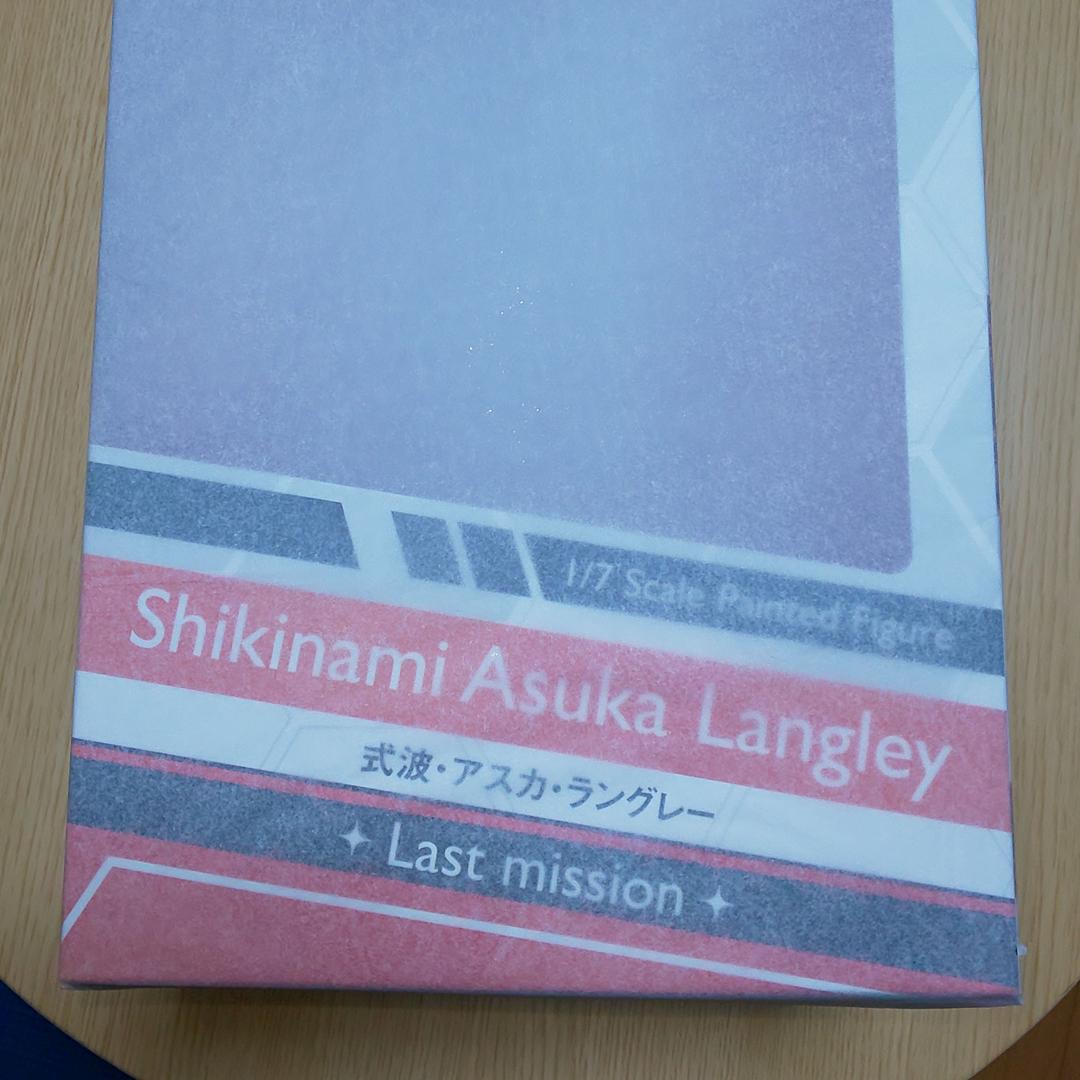 1/7 Scale Painted Figure
Shikinami Asuka Langley
式波・アスカ・ラングレー
✦ Last mission ✦